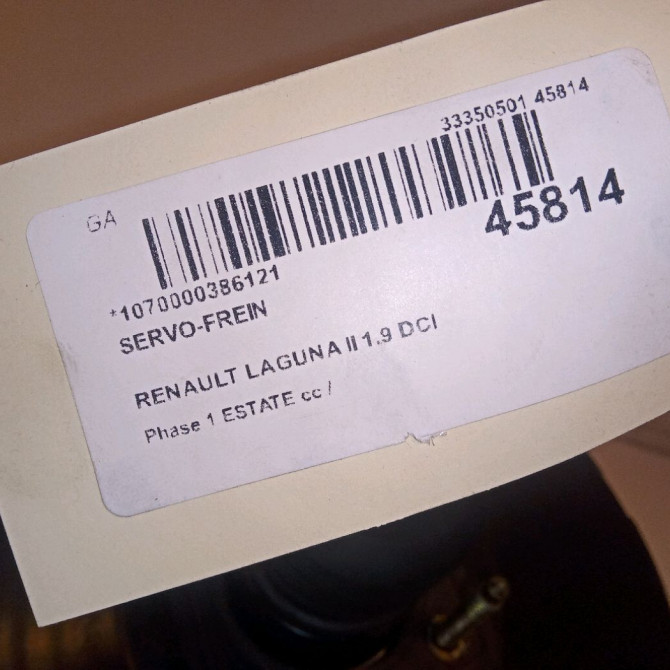 33350501 45814
GA
45814
*1070000386121
SERVO-FREIN
RENAULT LAGUNA II 1.9 DCI
Phase 1 ESTATE cc /